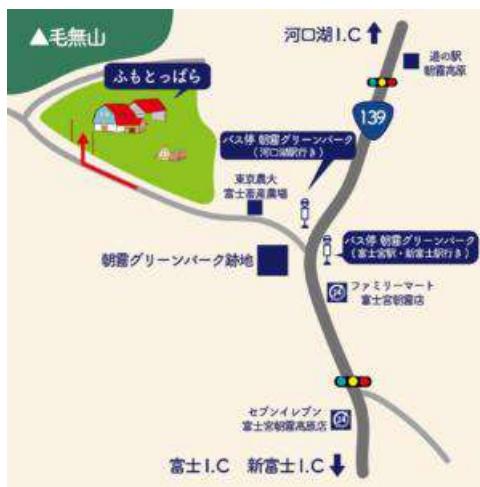 ▲毛無山
河口湖I.C
道の駅
朝霧高原
ふもとっぱら
139
バス停 朝霧グリーンパーク
(河口湖駅行き)
東京農大
富士畜産農場
バス停 朝霧グリーンパーク
(富士宮駅・新富士駅行き)
朝霧グリーンパーク跡地
24
ファミリーマート
富士宮朝霧店
セブンイレブン
富士宮朝霧高原店
24
富士I.C 新富士I.C